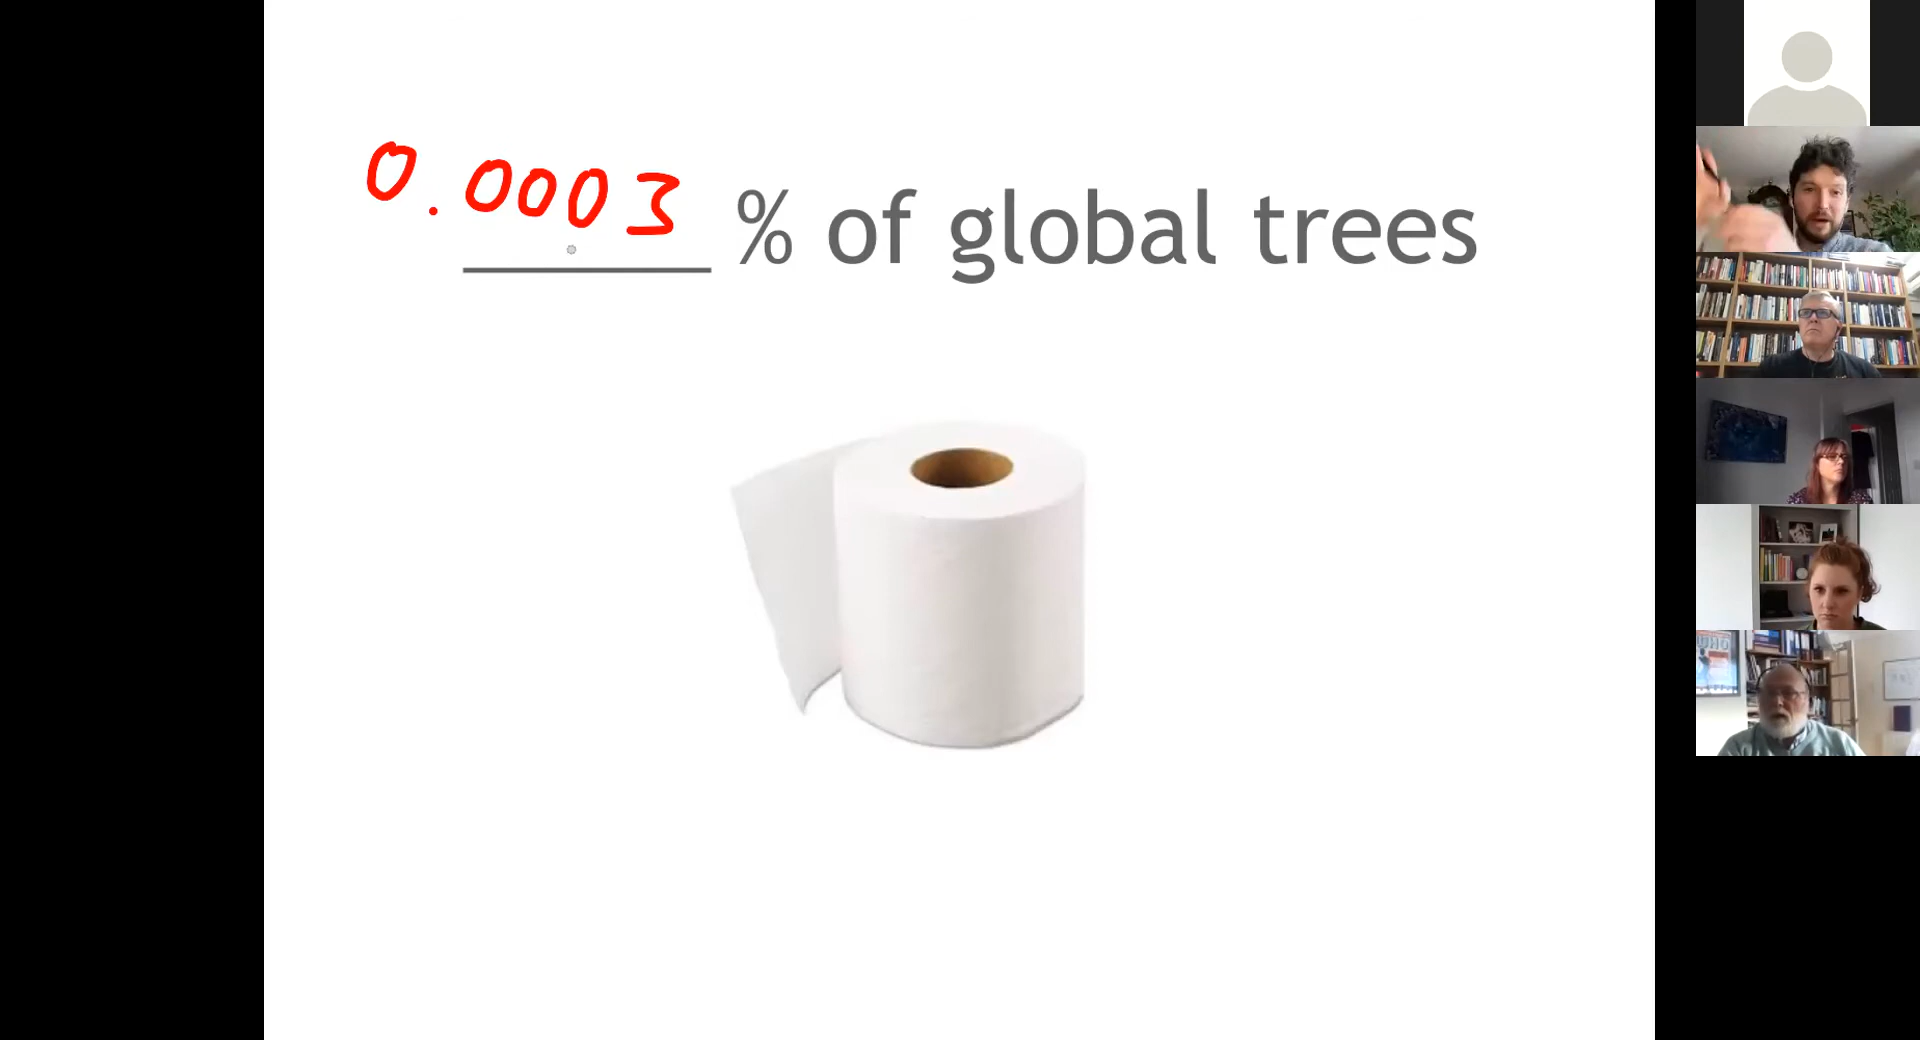 0.0003 % of global trees